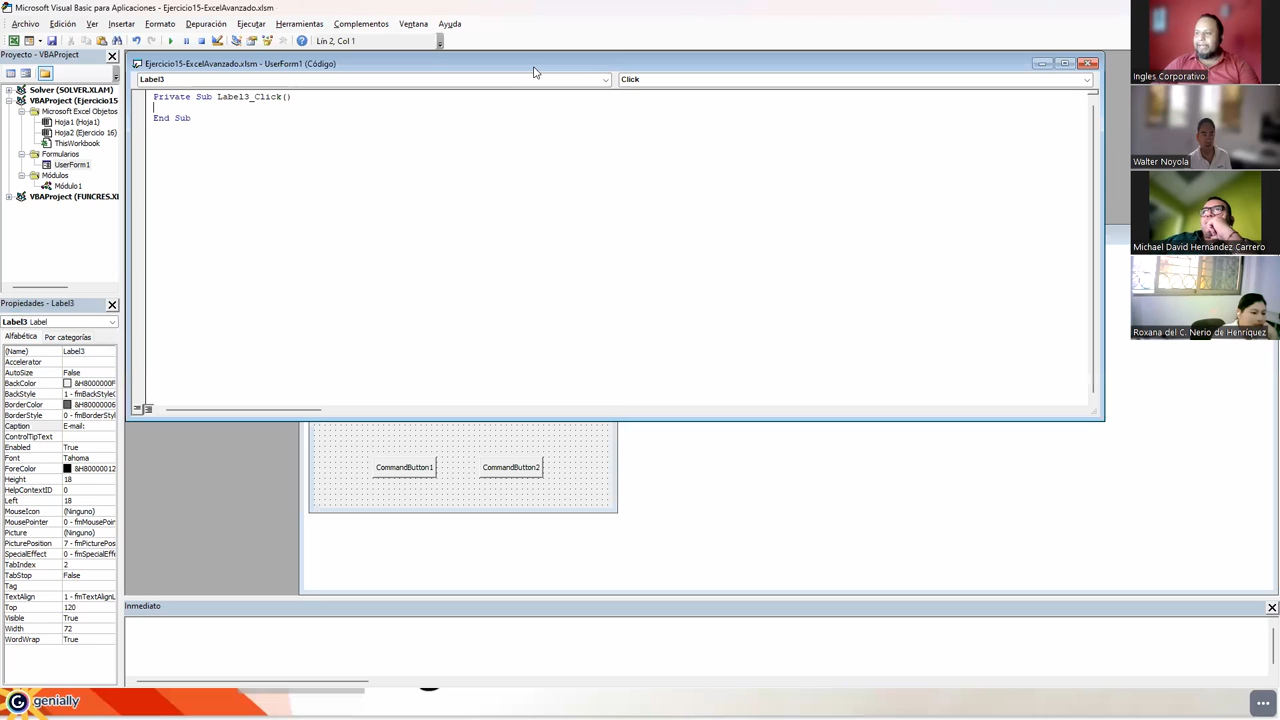 Microsoft Visual Basic para Aplicaciones - Ejercicio15-ExcelAvanzado.xlsm
Archivo Edición Ver Insertar Formato Depuración Ejecutar Herramientas Complementos Ventana Ayuda
Lín 2, Col 1
Proyecto - VBAProject
Solver (SOLVER.XLAM)
VBAProject (Ejercicio15
Microsoft Excel Objetos
Hoja1 (Hoja1)
Hoja2 (Ejercicio 16)
ThisWorkbook
Formularios
UserForm1
Módulos
Módulo1
VBAProject (FUNCRES.XL
Propiedades - Label3
Label3 Label
Alfabética Por categorías
(Name) Label3
Accelerator
AutoSize False
BackColor &H8000000F
BackStyle 1 - fmBackStyle
BorderColor &H80000006
BorderStyle 0 - fmBorderStyl
Caption E-mail:
ControlTipText
Enabled True
Font Tahoma
ForeColor &H80000012
Height 18
HelpContextID 0
Left 18
MouseIcon (Ninguno)
MousePointer 0 - fmMousePoin
Picture (Ninguno)
PicturePosition 7 - fmPicturePos
SpecialEffect 0 - fmSpecialEffec
TabIndex 2
TabStop False
Tag
TextAlign 1 - fmTextAlignL
Top 120
Visible True
Width 72
WordWrap True
Ejercicio15-ExcelAvanzado.xlsm - UserForm1 (Código)
Label3 Click
Private Sub Label3_Click()
End Sub
CommandButton1 CommandButton2
Inmediato
Ingles Corporativo
Walter Noyola
Michael David Hernández Carrero
Roxana del C. Nerio de Henríquez
genially